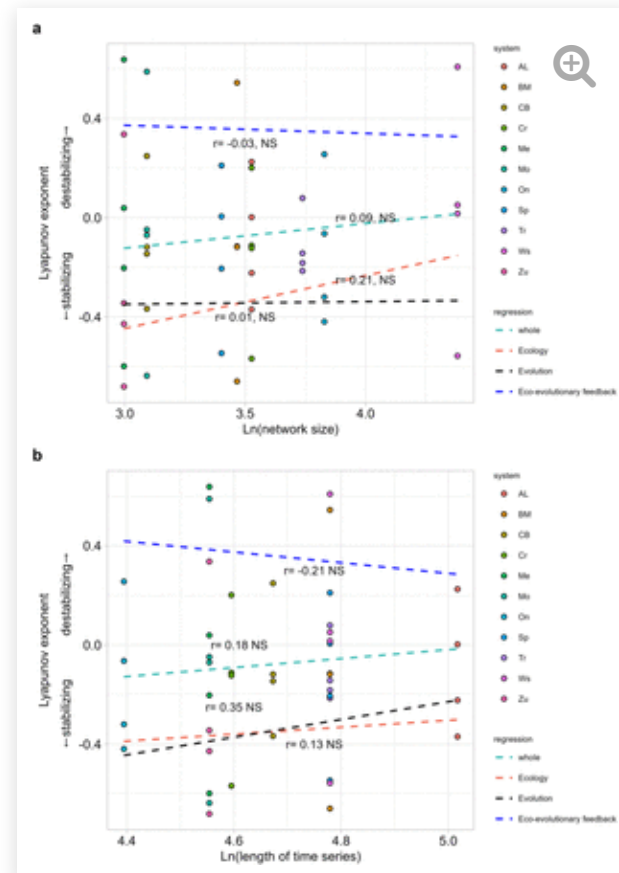 a
system
AL
BM
CB
Cr
Me
Mo
On
Sp
Tr
Ws
Zu
regression
whole
Ecology
Evolution
Eco-evolutionary feedback
Lyapunov exponent
←stabilizing destabilizing→
0.4
0.0
-0.4
r= -0.03, NS
r= 0.09, NS
r= 0.21, NS
r= 0.01, NS
3.0 3.5 4.0
Ln(network size)
b
system
AL
BM
CB
Cr
Me
Mo
On
Sp
Tr
Ws
Zu
regression
whole
Ecology
Evolution
Eco-evolutionary feedback
Lyapunov exponent
←stabilizing destabilizing→
0.4
0.0
-0.4
r= -0.21 NS
r= 0.18 NS
r= 0.35 NS
r= 0.13 NS
4.4 4.6 4.8 5.0
Ln(length of time series)